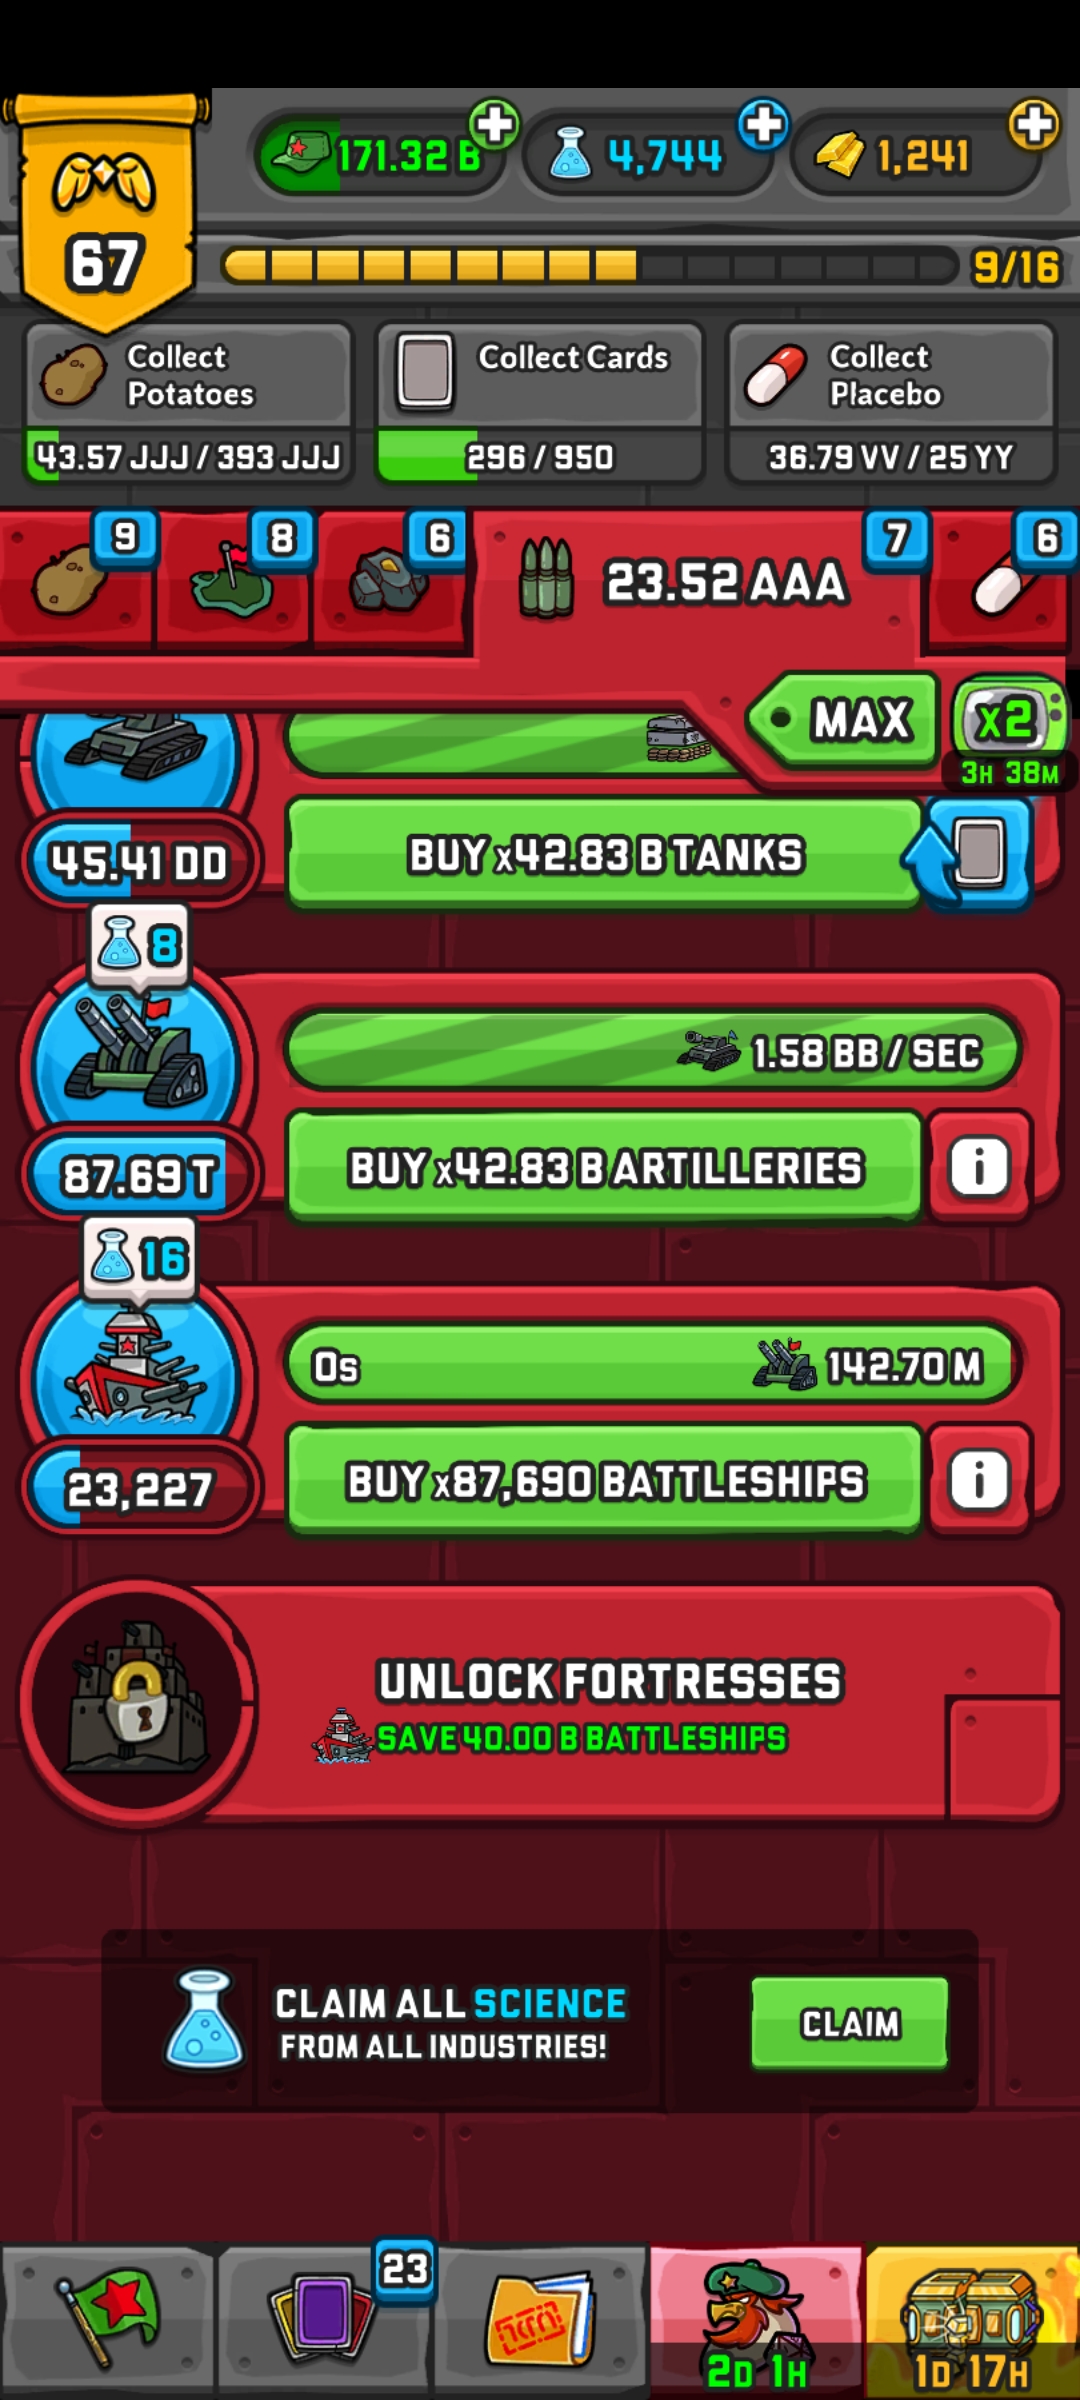 171.32 B
4,744
1,241
67
9/16
Collect
Potatoes
Collect Cards
Collect
Placebo
43.57 JJJ / 393 JJJ
296 / 950
36.79 VV / 25 YY
9
8
6
23.52 AAA
7
6
MAX
x2
3H 38M
45.41 DD
BUY x42.83 B TANKS
8
1.58 BB / SEC
87.69 T
BUY x42.83 B ARTILLERIES
i
16
0s
142.70 M
23,227
BUY x87,690 BATTLESHIPS
i
UNLOCK FORTRESSES
SAVE 40.00 B BATTLESHIPS
CLAIM ALL SCIENCE
FROM ALL INDUSTRIES!
CLAIM
23
2D 1H
1D 17H